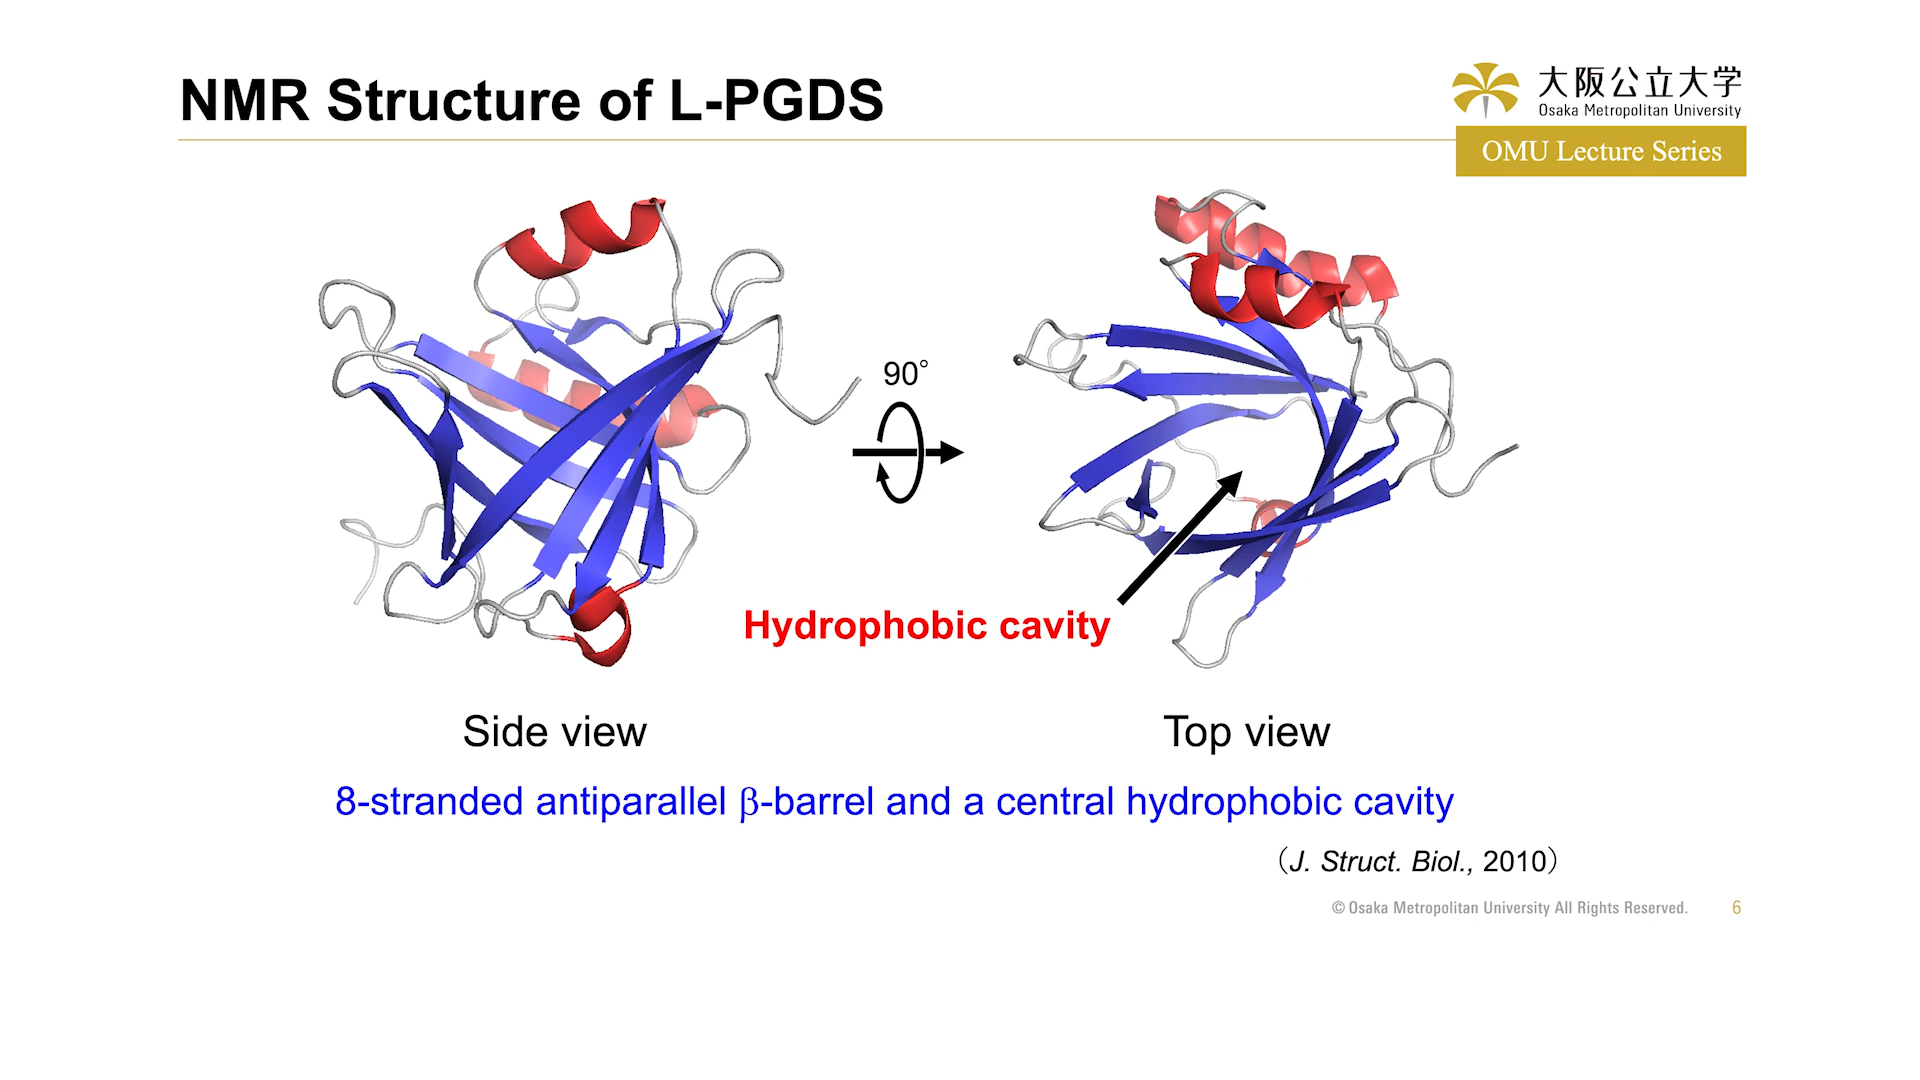 NMR Structure of L-PGDS
大阪公立大学
Osaka Metropolitan University
OMU Lecture Series
90°
Hydrophobic cavity
Side view
Top view
8-stranded antiparallel β-barrel and a central hydrophobic cavity
（J. Struct. Biol., 2010）
© Osaka Metropolitan University All Rights Reserved.
6